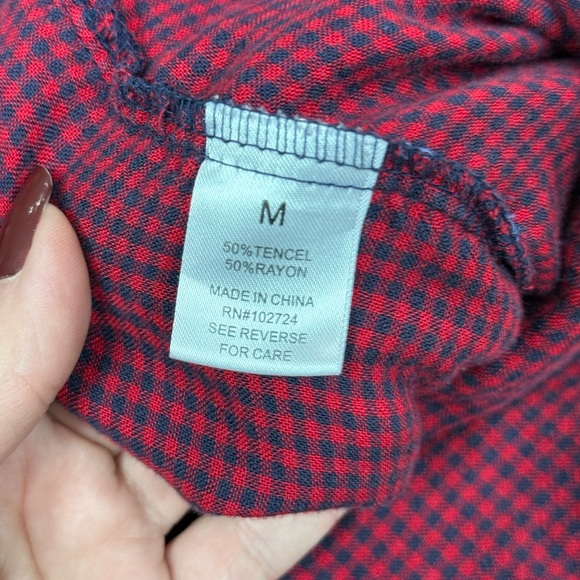 M
50%TENCEL
50%RAYON
MADE IN CHINA
RN#102724
SEE REVERSE
FOR CARE